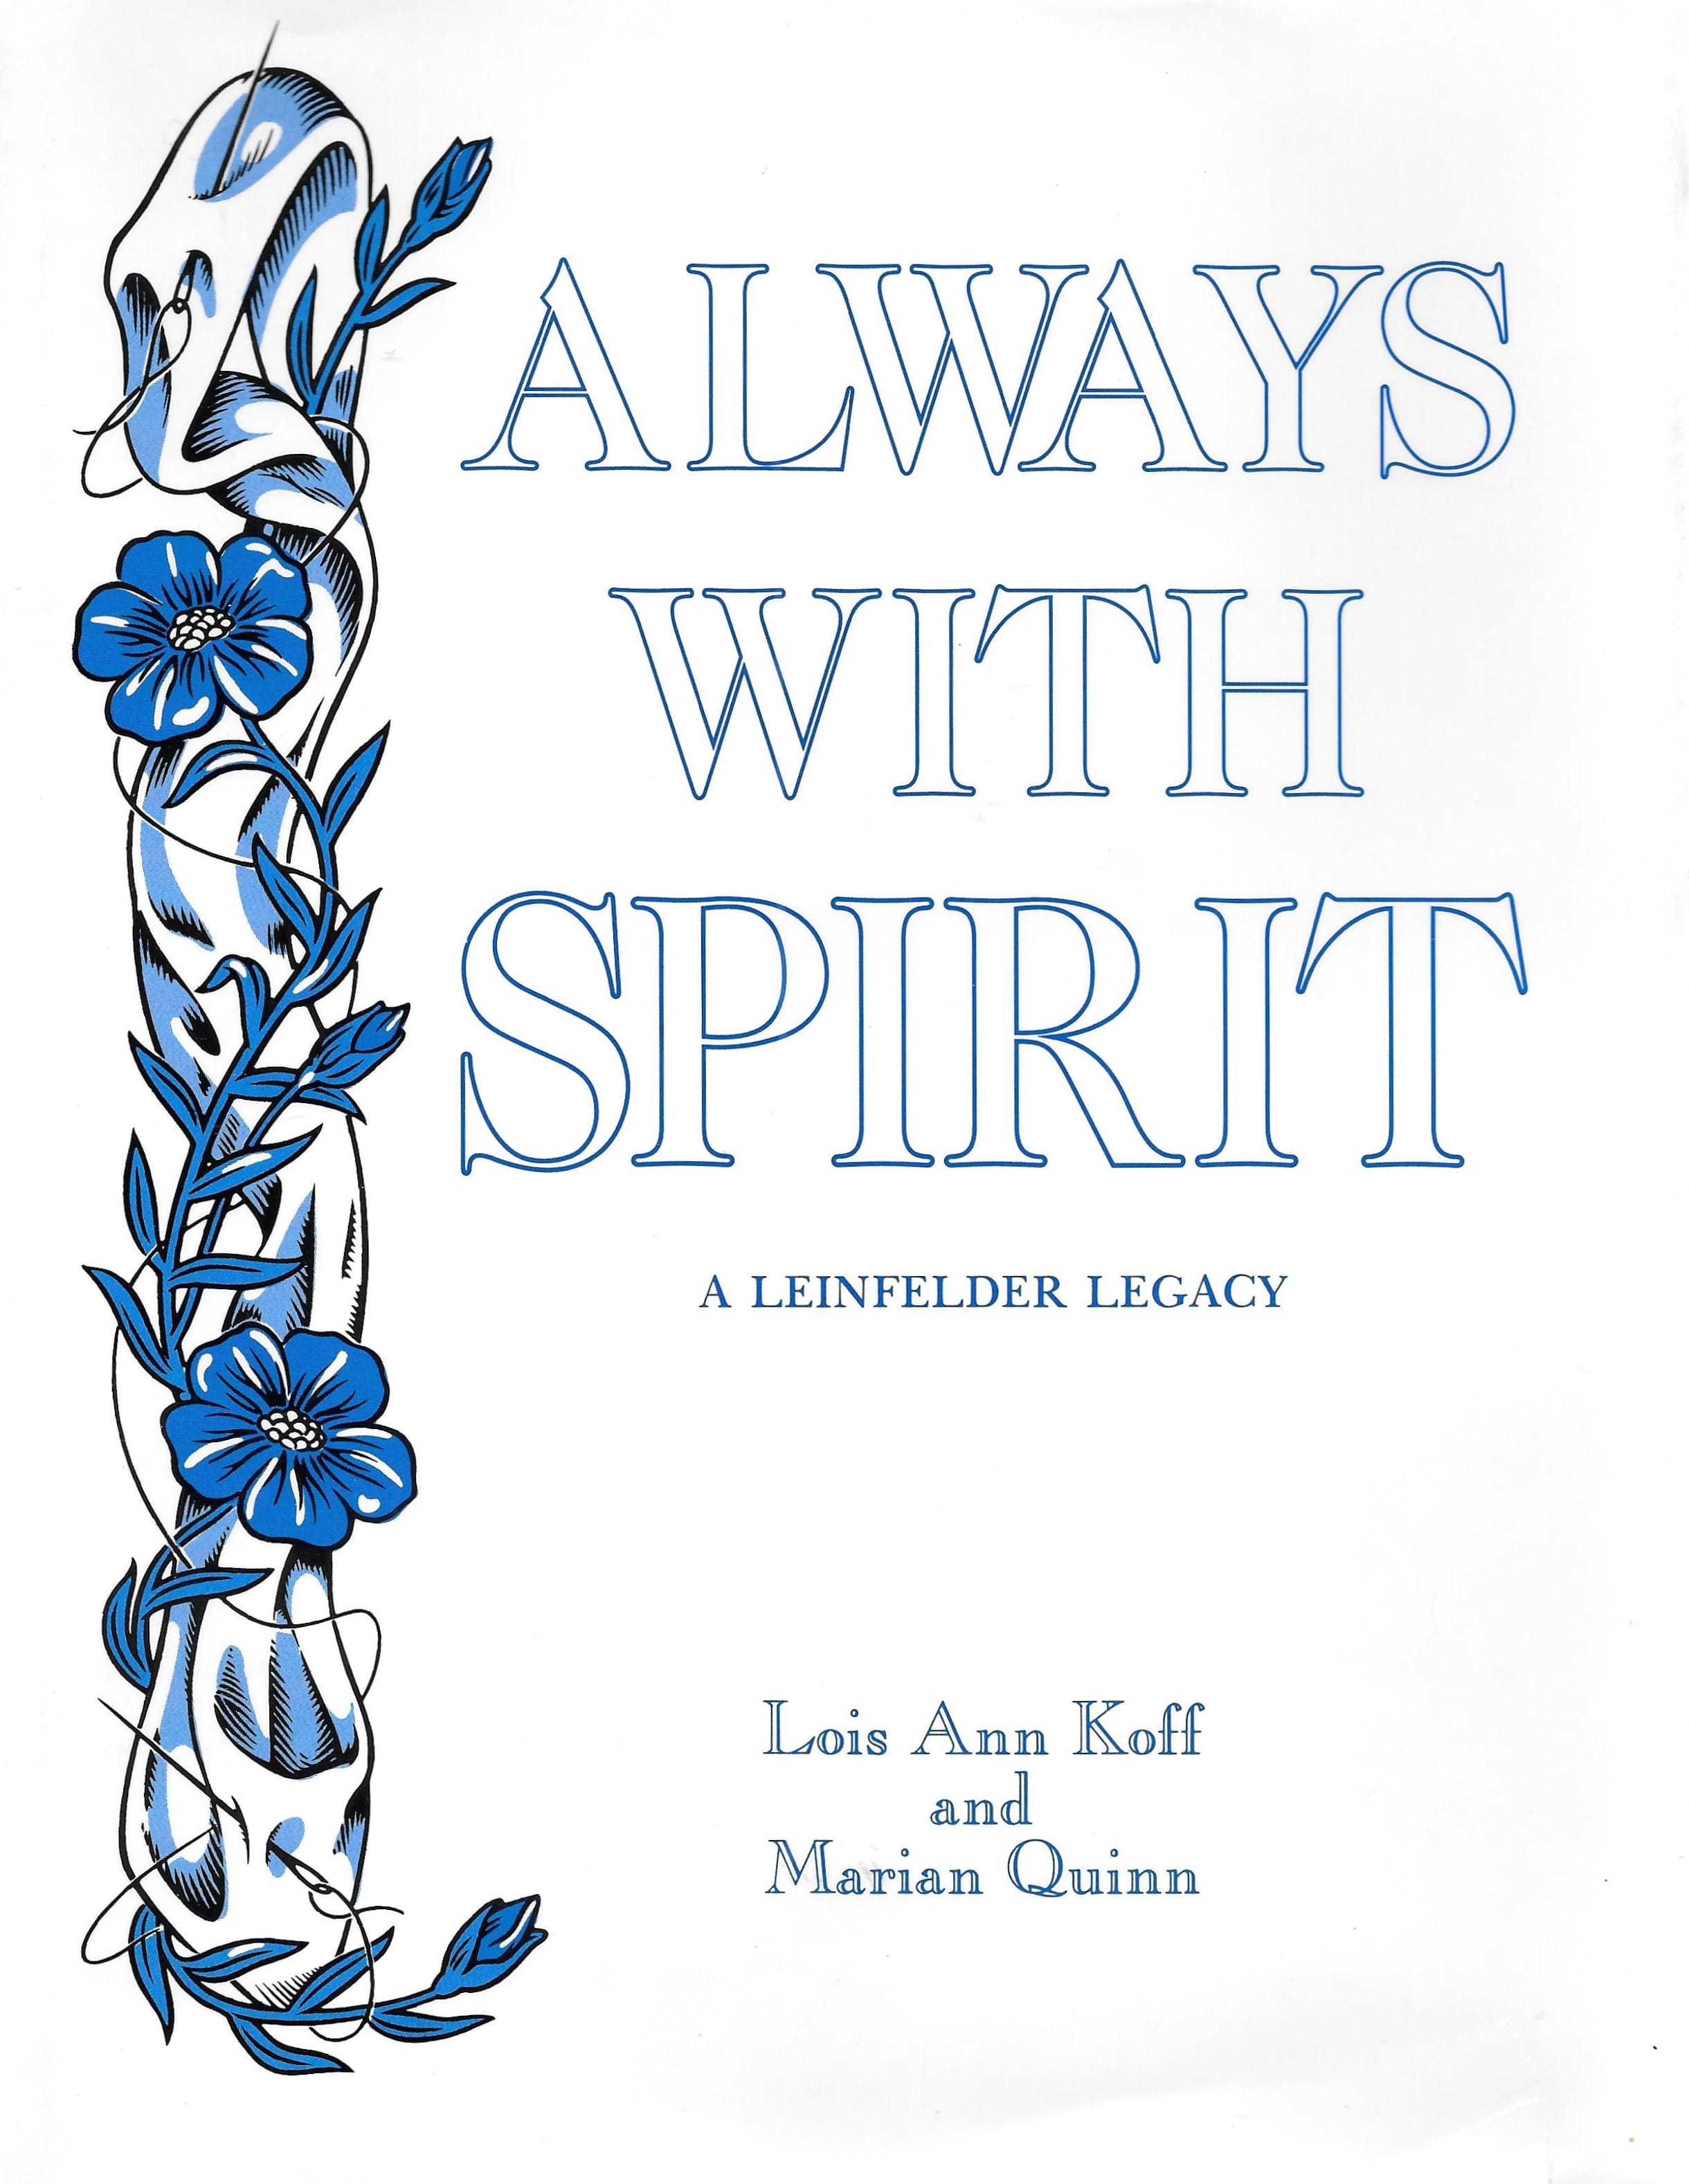 ALWAYS
WITH
SPIRIT
A LEINFELDER LEGACY
Lois Ann Koff
and
Marian Quinn